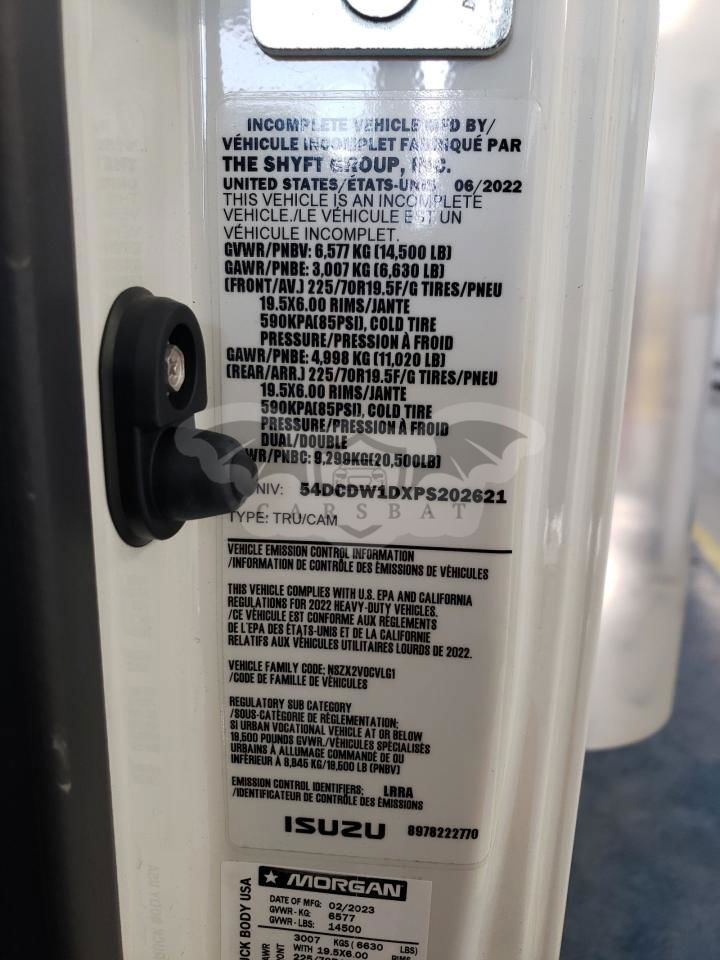 INCOMPLETE VEHICLE MFD BY/
VÉHICULE INCOMPLET FABRIQUÉ PAR
THE SHYFT GROUP, INC.
UNITED STATES/ÉTATS-UNIS 06/2022
THIS VEHICLE IS AN INCOMPLETE
VEHICLE./LE VÉHICULE EST UN
VÉHICULE INCOMPLET.
GVWR/PNBV: 6,577 KG (14,500 LB)
GAWR/PNBE: 3,007 KG (6,630 LB)
(FRONT/AV.) 225/70R19.5F/G TIRES/PNEU
19.5X6.00 RIMS/JANTE
590KPA(85PSI), COLD TIRE
PRESSURE/PRESSION À FROID
GAWR/PNBE: 4,998 KG (11,020 LB)
(REAR/ARR.) 225/70R19.5F/G TIRES/PNEU
19.5X6.00 RIMS/JANTE
590KPA(85PSI), COLD TIRE
PRESSURE/PRESSION À FROID
DUAL/DOUBLE
WR/PNBC: 9,299KG(20,500LB)
NIV: 54DCDW1DXPS202621
CARSBAT
TYPE: TRU/CAM
VEHICLE EMISSION CONTROL INFORMATION
/INFORMATION DE CONTRÔLE DES ÉMISSIONS DE VÉHICULES
THIS VEHICLE COMPLIES WITH U.S. EPA AND CALIFORNIA
REGULATIONS FOR 2022 HEAVY-DUTY VEHICLES.
/CE VÉHICULE EST CONFORME AUX RÈGLEMENTS
DE L'EPA DES ÉTATS-UNIS ET DE LA CALIFORNIE
RELATIFS AUX VÉHICULES UTILITAIRES LOURDS DE 2022.
VEHICLE FAMILY CODE: NSZX2VOCVLG1
/CODE DE FAMILLE DE VÉHICULES
REGULATORY SUB CATEGORY
/SOUS-CATÉGORIE DE RÉGLEMENTATION:
SI URBAN VOCATIONAL VEHICLE AT OR BELOW
19,500 POUNDS GVWR./VÉHICULES SPÉCIALISÉS
URBAINS À ALLUMAGE COMMANDÉ DE OU
INFÉRIEUR À 8,845 KG/19,500 LB (PNBV)
EMISSION CONTROL IDENTIFIERS: LRRA
/IDENTIFICATEUR DE CONTRÔLE DES ÉMISSIONS
ISUZU 8978222770
MORGAN
UCK BODY USA
DATE OF MFG: 02/2023
GVWR-KG: 6577
GVWR-LBS: 14500
3007 KGS (6630 LBS)
WITH 19.5X6.00 RIMS